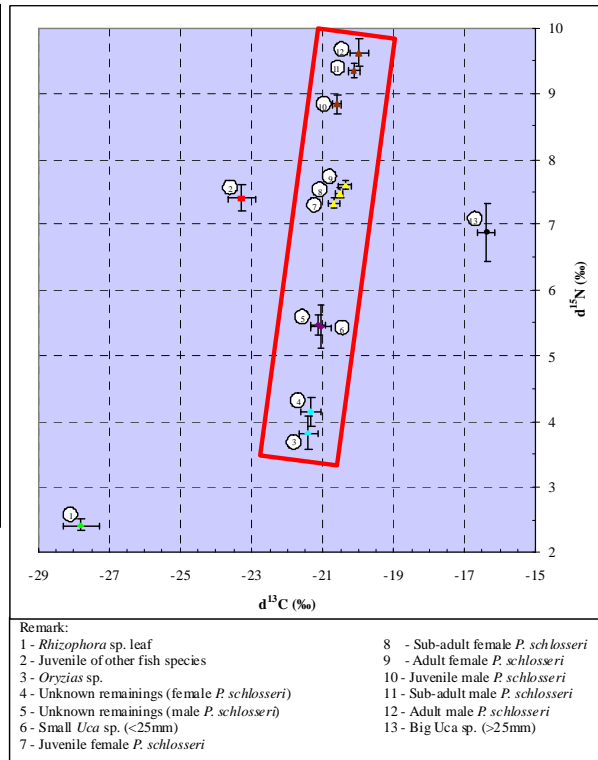 10
9
8
7
6
5
4
3
2
d¹⁵N (‰)
12
11
10
9
8
7
2
13
5
6
4
3
1
-29 -27 -25 -23 -21 -19 -17 -15
d¹³C (‰)
Remark:
1 - Rhizophora sp. leaf
2 - Juvenile of other fish species
3 - Oryzias sp.
4 - Unknown remainings (female P. schlosseri)
5 - Unknown remainings (male P. schlosseri)
6 - Small Uca sp. (<25mm)
7 - Juvenile female P. schlosseri
8 - Sub-adult female P. schlosseri
9 - Adult female P. schlosseri
10 - Juvenile male P. schlosseri
11 - Sub-adult male P. schlosseri
12 - Adult male P. schlosseri
13 - Big Uca sp. (>25mm)